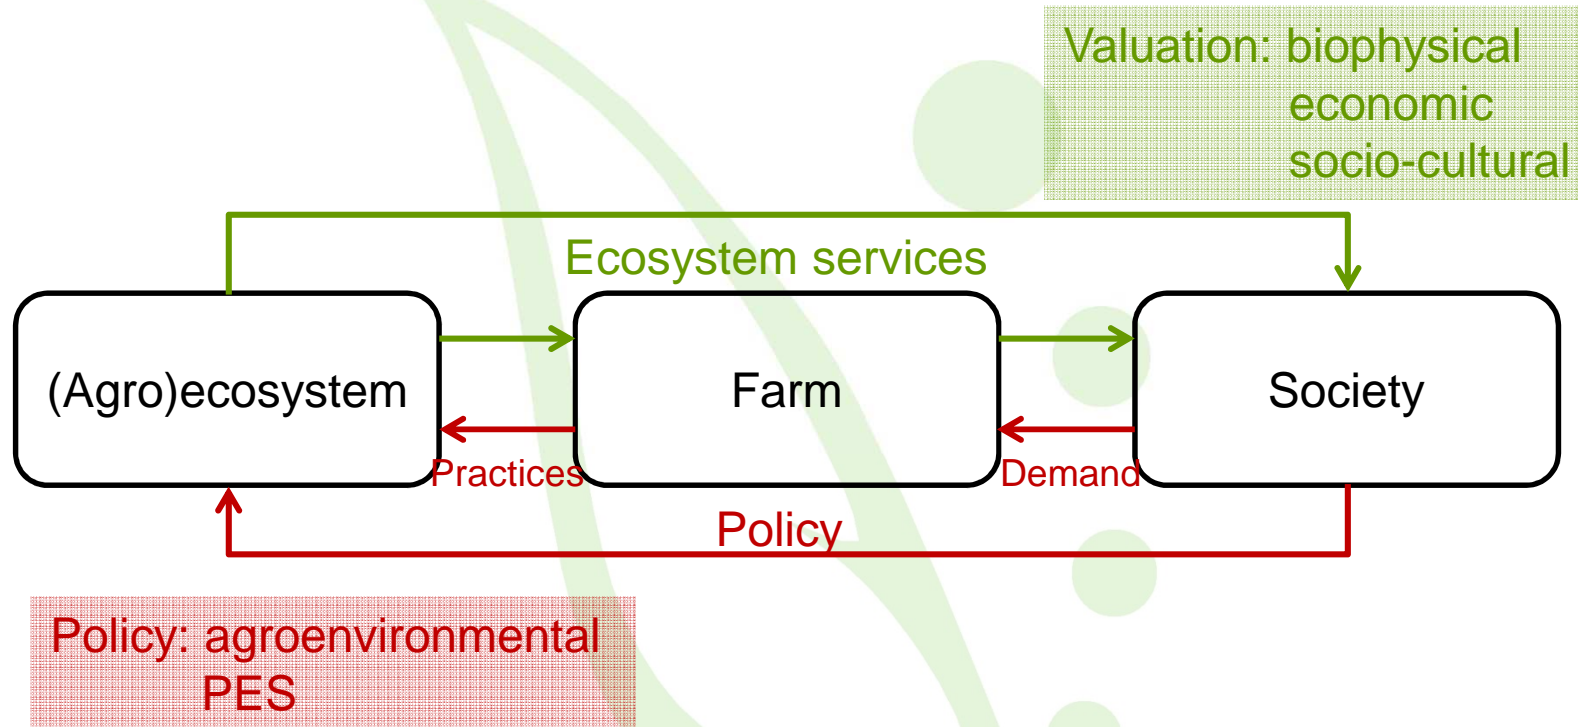 Valuation: biophysical
economic
socio-cultural
Ecosystem services
(Agro)ecosystem
Farm
Society
Practices
Demand
Policy
Policy: agroenvironmental
PES